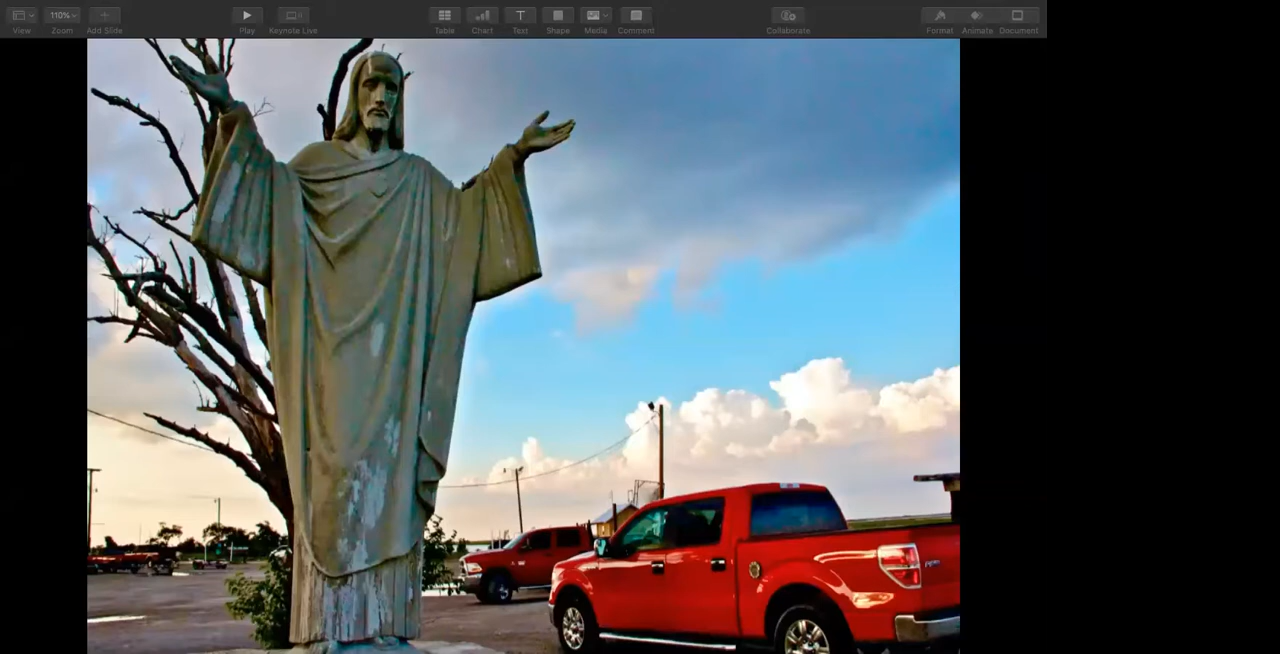 View
110%
Zoom
Add Slide
Play
Keynote Live
Table
Chart
Text
Shape
Media
Comment
Collaborate
Format
Animate
Document